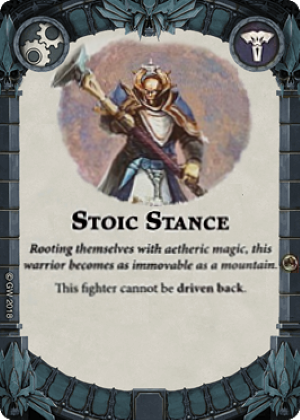 STOIC STANCE
Rooting themselves with aetheric magic, this
warrior becomes as immovable as a mountain.
This fighter cannot be driven back.
© GW 2018